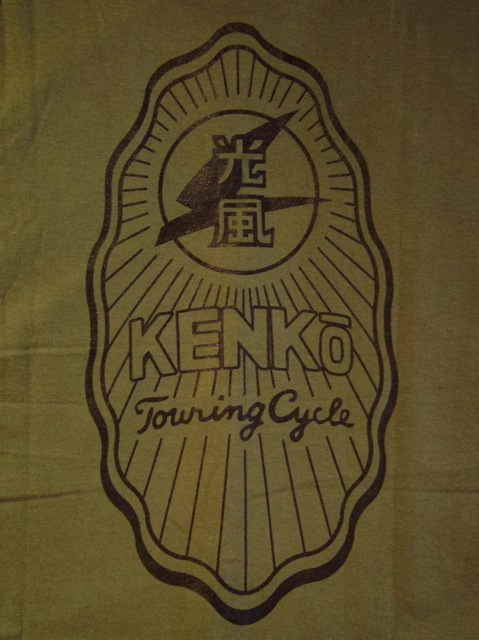 光
風
KENKō
Touring Cycle